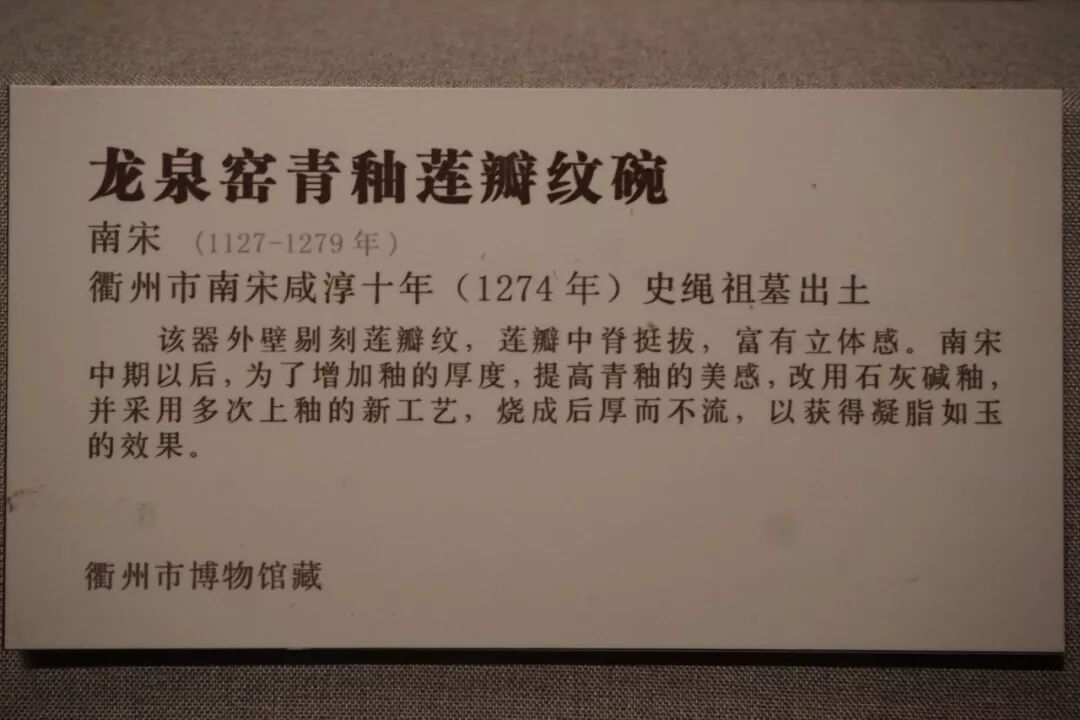 龙泉窑青釉莲瓣纹碗
南宋 (1127-1279 年)
衢州市南宋咸淳十年（1274 年）史绳祖墓出土
该器外壁剔刻莲瓣纹，莲瓣中脊挺拔，富有立体感。南宋
中期以后，为了增加釉的厚度，提高青釉的美感，改用石灰碱釉，
并采用多次上釉的新工艺，烧成后厚而不流，以获得凝脂如玉
的效果。
衢州市博物馆藏